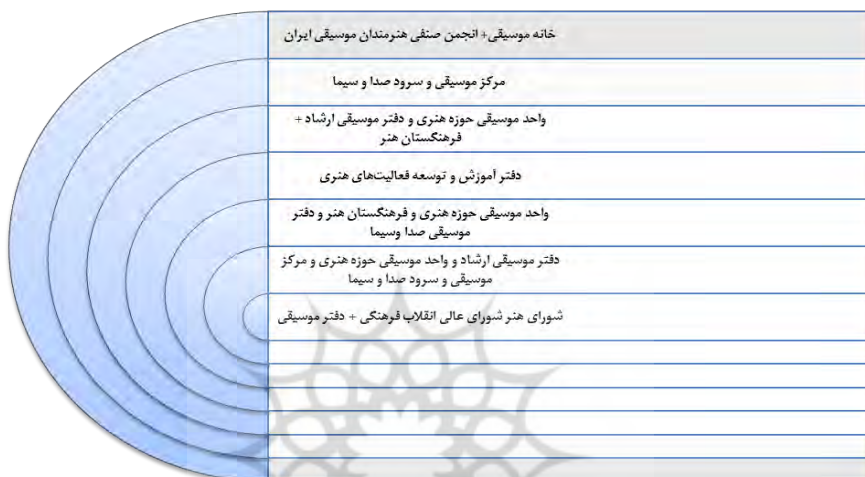 خانه موسیقی+ انجمن صنفی هنرمندان موسیقی ایران
مرکز موسیقی و سرود صدا و سیما
واحد موسیقی حوزه هنری و دفتر موسیقی ارشاد +
فرهنگستان هنر
دفتر آموزش و توسعه فعالیت‌های هنری
واحد موسیقی حوزه هنری و فرهنگستان هنر و دفتر
موسیقی صدا وسیما
دفتر موسیقی ارشاد و واحد موسیقی حوزه هنری و مرکز
موسیقی و سرود صدا و سیما
شورای هنر شورای عالی انقلاب فرهنگی + دفتر موسیقی